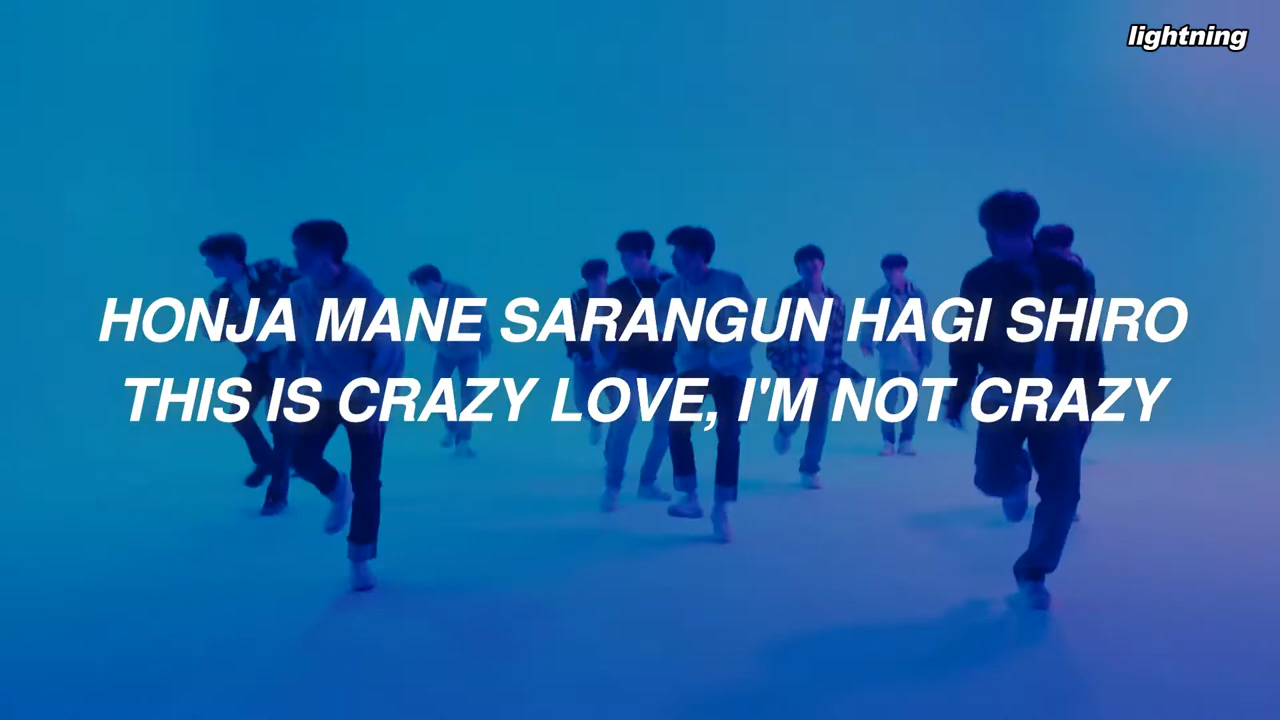 lightning
HONJA MANE SARANGUN HAGI SHIRO
THIS IS CRAZY LOVE, I'M NOT CRAZY